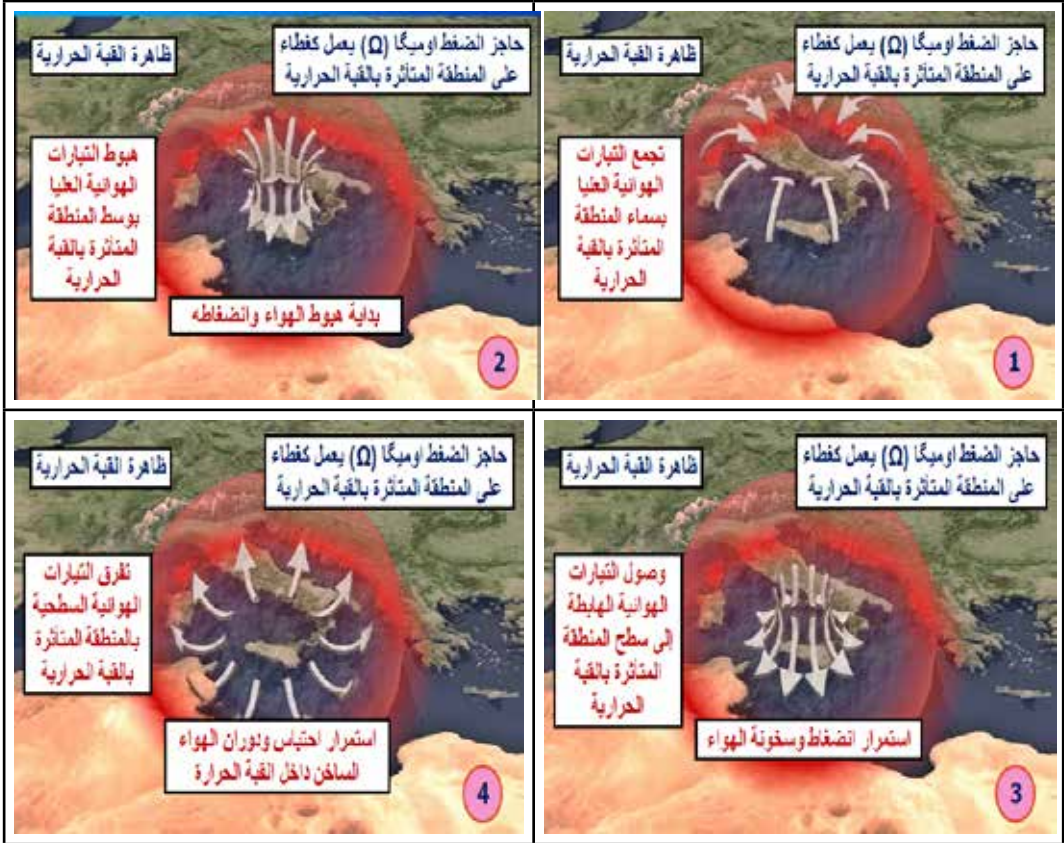 حاجز الضغط اوميگا (Ω) يعمل كغطاء
على المنطقة المتأثرة بالقبة الحرارية
ظاهرة القبة الحرارية
تجمع التيارات
الهوائية العليا
بسماء المنطقة
المتأثرة بالقبة
الحرارية
1
حاجز الضغط اوميگا (Ω) يعمل كغطاء
على المنطقة المتأثرة بالقبة الحرارية
ظاهرة القبة الحرارية
هبوط التيارات
الهوائية العليا
بوسط المنطقة
المتأثرة بالقبة
الحرارية
بداية هبوط الهواء وانضغاطه
2
حاجز الضغط اوميگا (Ω) يعمل كغطاء
على المنطقة المتأثرة بالقبة الحرارية
ظاهرة القبة الحرارية
وصول التيارات
الهوائية الهابطة
إلى سطح المنطقة
المتأثرة بالقبة
الحرارية
استمرار انضغاط وسخونة الهواء
3
حاجز الضغط اوميگا (Ω) يعمل كغطاء
على المنطقة المتأثرة بالقبة الحرارية
ظاهرة القبة الحرارية
تفرق التيارات
الهوائية السطحية
بالمنطقة المتأثرة
بالقبة الحرارية
استمرار احتباس ودوران الهواء
الساخن داخل القبة الحرارة
4